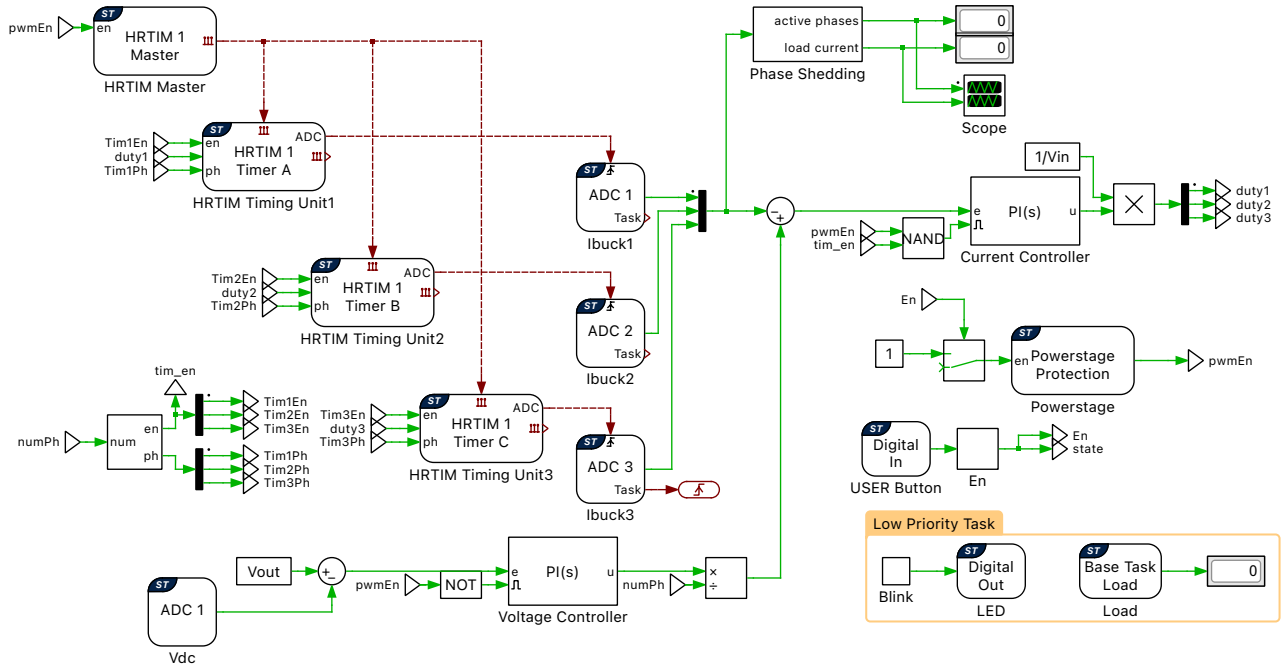 pwmEn
ST
en
HRTIM 1
Master
HRTIM Master
ST
ADC
Tim1En
duty1
Tim1Ph
en
ph
HRTIM 1
Timer A
HRTIM Timing Unit1
ST
ADC
Tim2En
duty2
Tim2Ph
en
ph
HRTIM 1
Timer B
HRTIM Timing Unit2
ST
ADC
Tim3En
duty3
Tim3Ph
en
ph
HRTIM 1
Timer C
HRTIM Timing Unit3
ST
ADC 1
Task
Ibuck1
ST
ADC 2
Task
Ibuck2
ST
ADC 3
Task
Ibuck3
active phases
load current
Phase Shedding
0
0
Scope
1/Vin
-
+
pwmEn
tim_en
NAND
e
PI(s)
u
Current Controller
×
duty1
duty2
duty3
En
1
ST
en
Powerstage
Protection
Powerstage
pwmEn
ST
Digital
In
USER Button
En
En
state
tim_en
numPh
num
en
ph
Tim1En
Tim2En
Tim3En
Tim1Ph
Tim2Ph
Tim3Ph
Vout
+
-
ST
ADC 1
Vdc
pwmEn
NOT
e
PI(s)
u
Voltage Controller
numPh
×
÷
Low Priority Task
Blink
ST
Digital
Out
LED
ST
Base Task
Load
Load
0